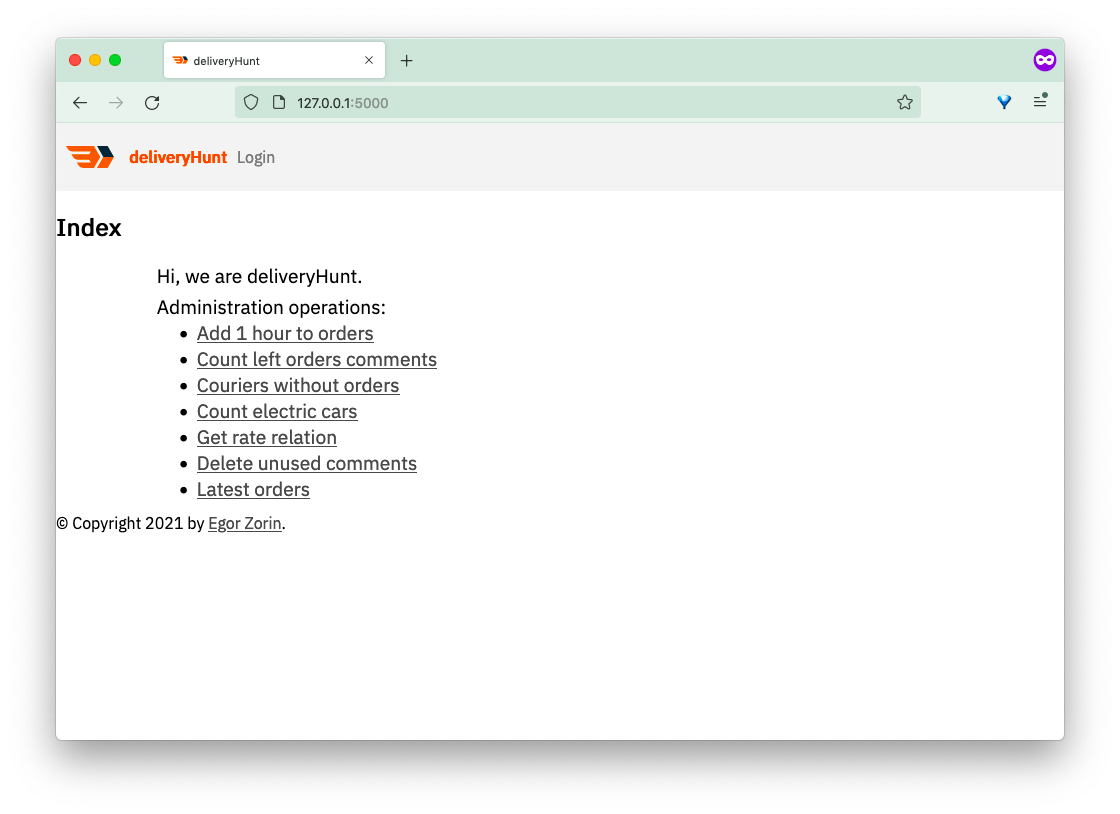 deliveryHunt
127.0.0.1:5000
deliveryHunt Login
Index
Hi, we are deliveryHunt.
Administration operations:
Add 1 hour to orders
Count left orders comments
Couriers without orders
Count electric cars
Get rate relation
Delete unused comments
Latest orders
© Copyright 2021 by Egor Zorin.